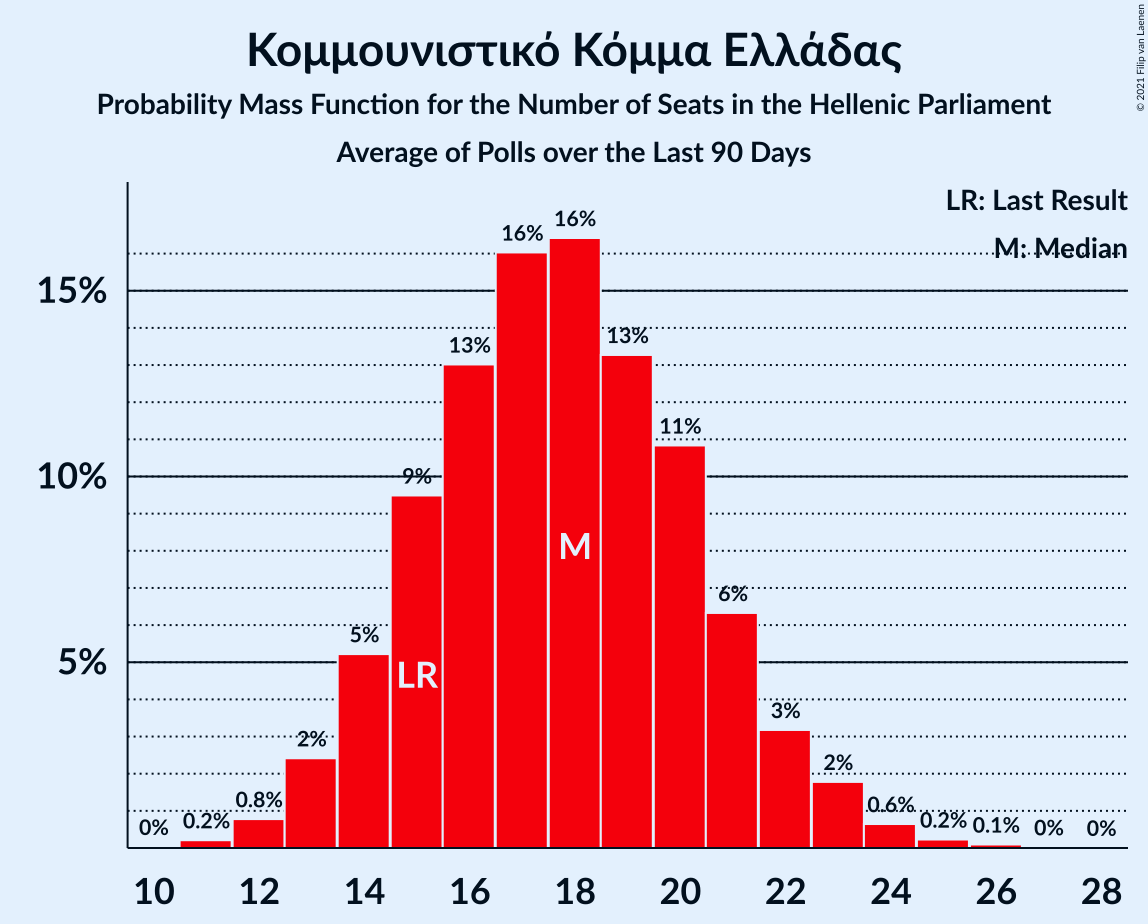 Κομμουνιστικό Κόμμα Ελλάδας
Probability Mass Function for the Number of Seats in the Hellenic Parliament
Average of Polls over the Last 90 Days
© 2021 Filip van Laenen
LR: Last Result
M: Median
15%
10%
5%
0%
0.2%
0.8%
2%
5%
9%
13%
16%
16%
13%
11%
6%
3%
2%
0.6%
0.2%
0.1%
0%
0%
LR
M
10 12 14 16 18 20 22 24 26 28